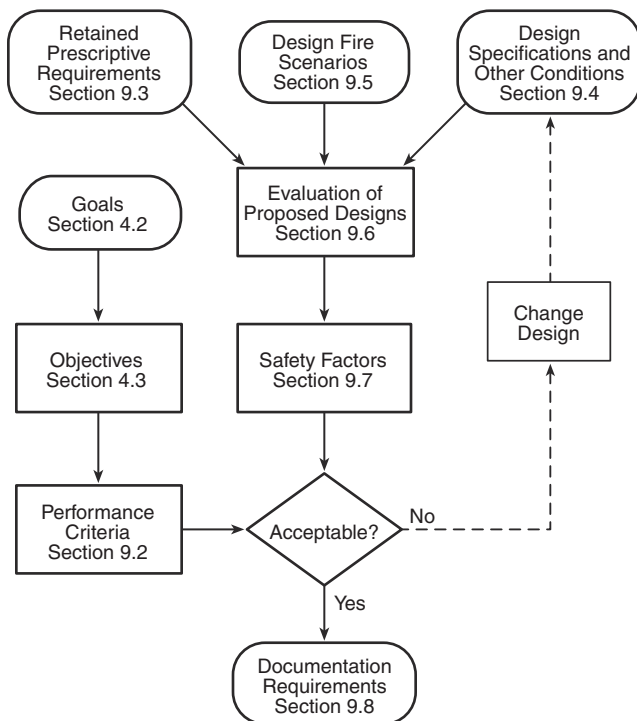 Retained
Prescriptive
Requirements
Section 9.3
Design Fire
Scenarios
Section 9.5
Design
Specifications and
Other Conditions
Section 9.4
Goals
Section 4.2
Evaluation of
Proposed Designs
Section 9.6
Change
Design
Objectives
Section 4.3
Safety Factors
Section 9.7
Performance
Criteria
Section 9.2
Acceptable?
No
Yes
Documentation
Requirements
Section 9.8